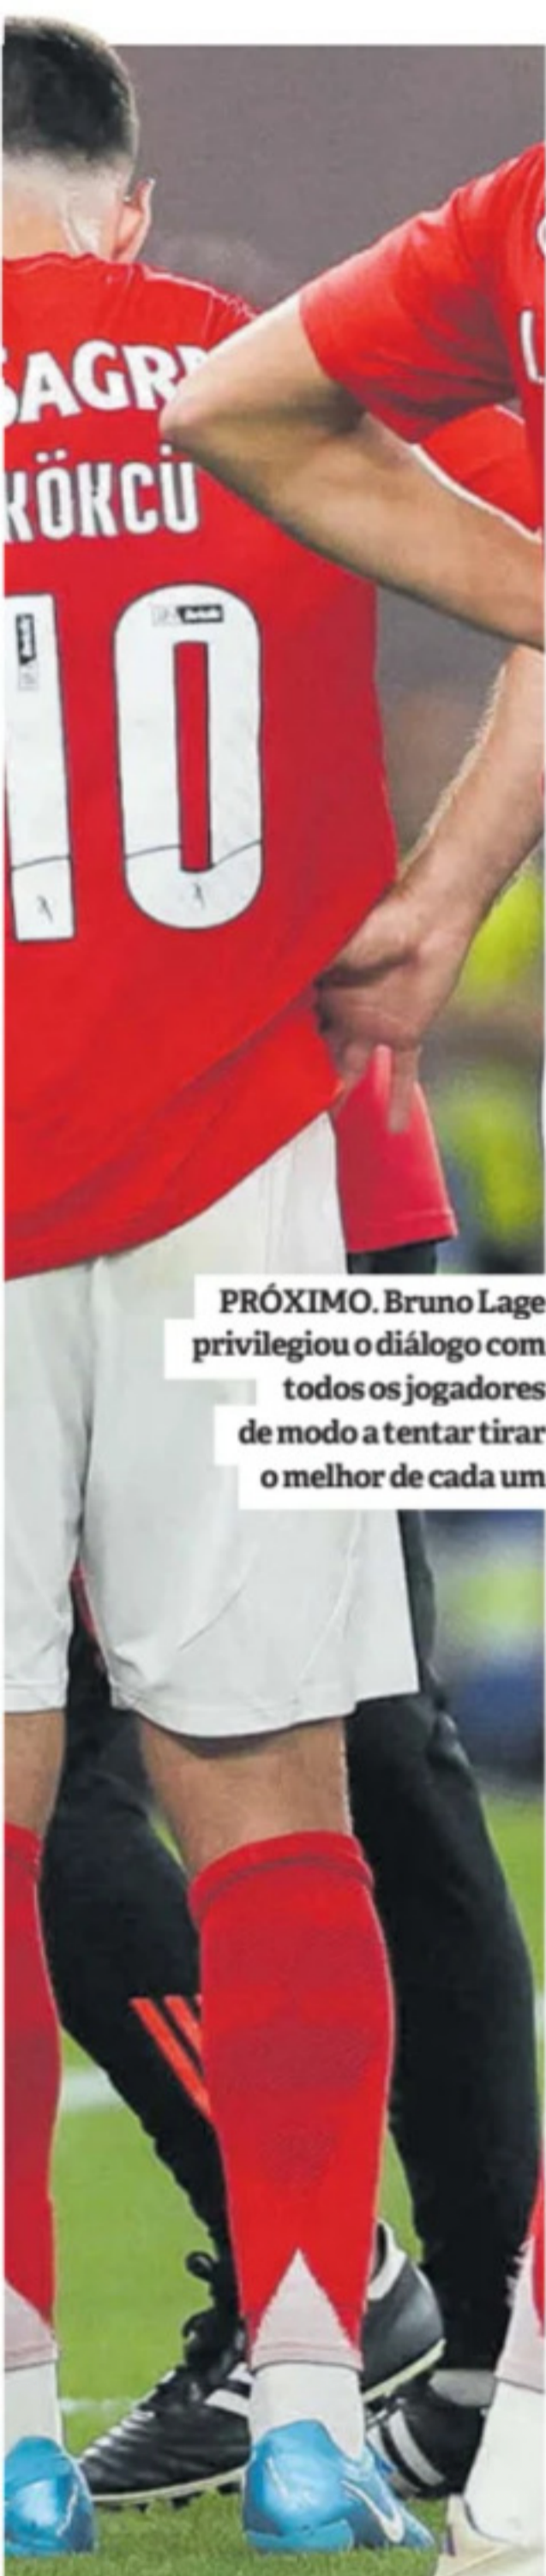 SAGR
KÖKCÜ
10
PRÓXIMO. Bruno Lage
privilegiou o diálogo com
todos os jogadores
de modo a tentar tirar
o melhor de cada um